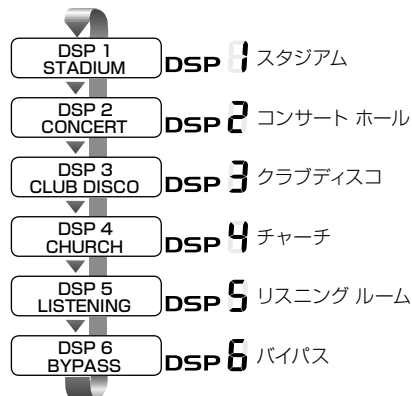 DSP 1
STADIUM
DSP 1 スタジアム
DSP 2
CONCERT
DSP 2 コンサート ホール
DSP 3
CLUB DISCO
DSP 3 クラブディスコ
DSP 4
CHURCH
DSP 4 チャーチ
DSP 5
LISTENING
DSP 5 リスニング ルーム
DSP 6
BYPASS
DSP 6 バイパス